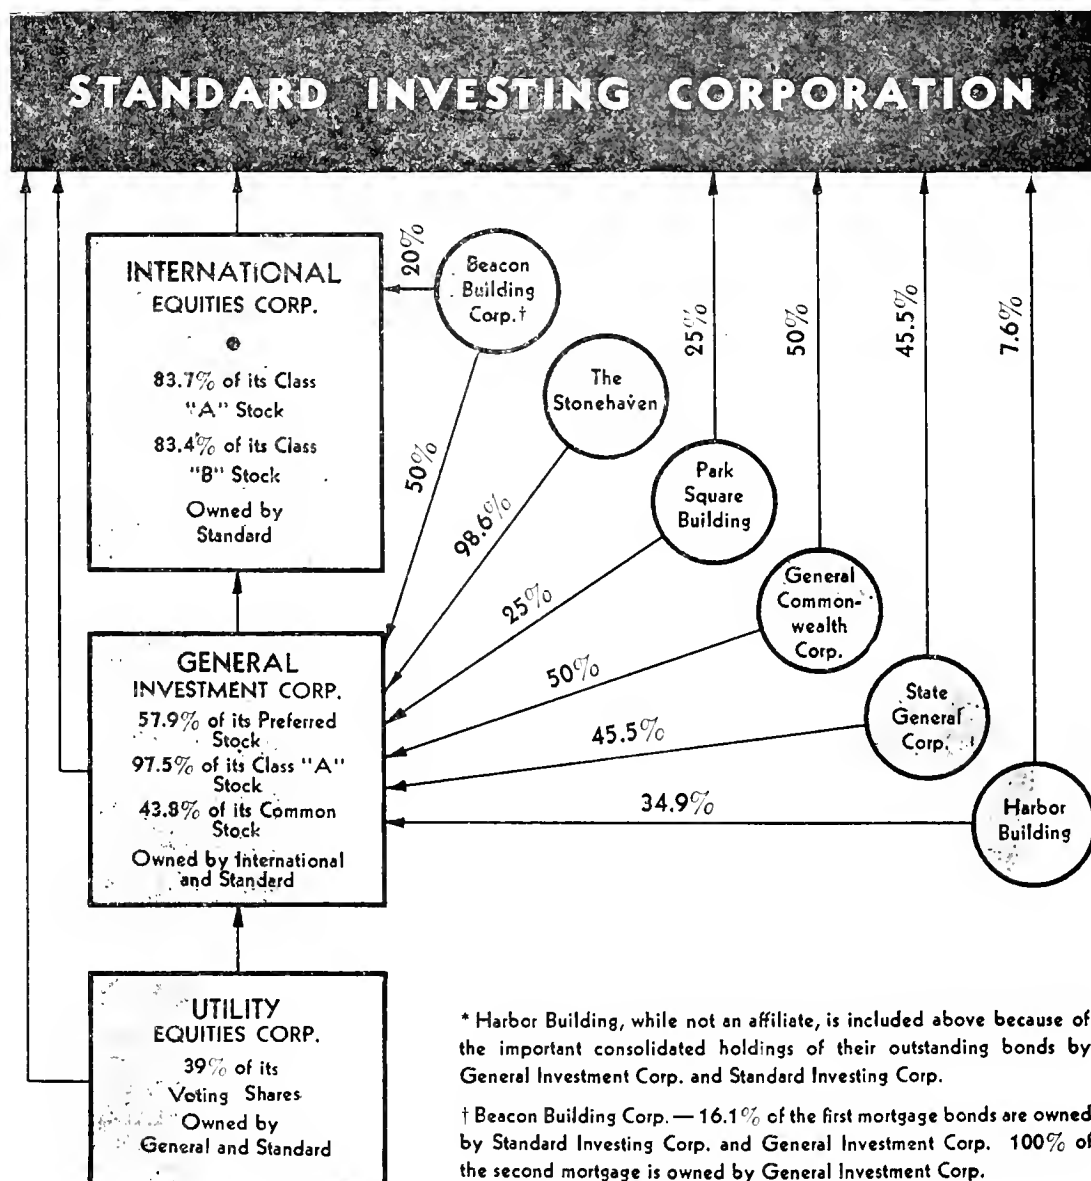 STANDARD INVESTING CORPORATION
INTERNATIONAL
EQUITIES CORP.
83.7% of its Class
"A" Stock
83.4% of its Class
"B" Stock
Owned by
Standard
20%
Beacon
Building
Corp.†
50%
The
Stonehaven
98.6%
25%
Park
Square
Building
25%
50%
General
Common-
wealth
Corp.
50%
45.5%
State
General
Corp.
45.5%
7.6%
Harbor
Building
34.9%
GENERAL
INVESTMENT CORP.
57.9% of its Preferred
Stock
97.5% of its Class "A"
Stock
43.8% of its Common
Stock
Owned by International
and Standard
UTILITY
EQUITIES CORP.
39% of its
Voting Shares
Owned by
General and Standard
* Harbor Building, while not an affiliate, is included above because of
the important consolidated holdings of their outstanding bonds by
General Investment Corp. and Standard Investing Corp.
† Beacon Building Corp. — 16.1% of the first mortgage bonds are owned
by Standard Investing Corp. and General Investment Corp. 100% of
the second mortgage is owned by General Investment Corp.